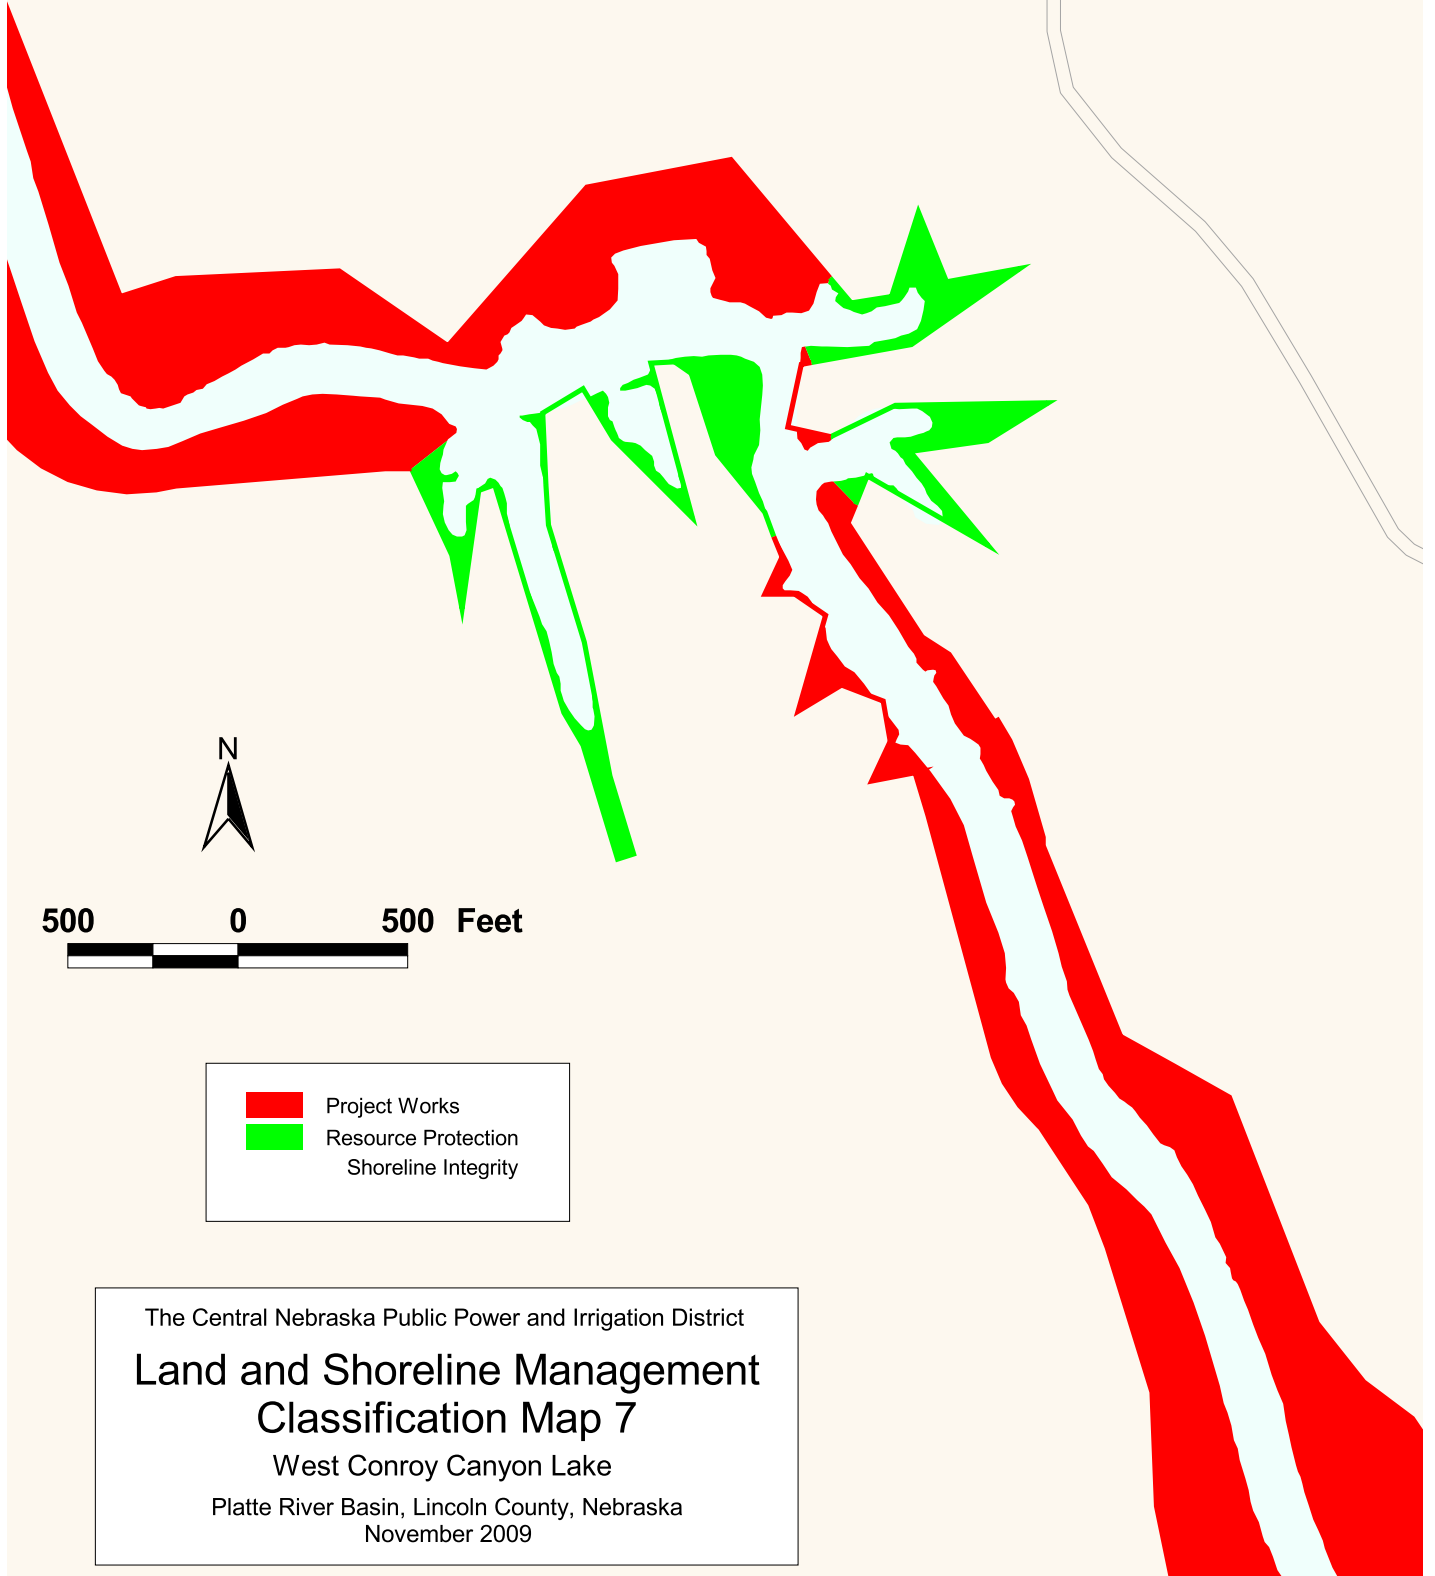 N
500 0 500 Feet
Project Works
Resource Protection
Shoreline Integrity
The Central Nebraska Public Power and Irrigation District
Land and Shoreline Management
Classification Map 7
West Conroy Canyon Lake
Platte River Basin, Lincoln County, Nebraska
November 2009